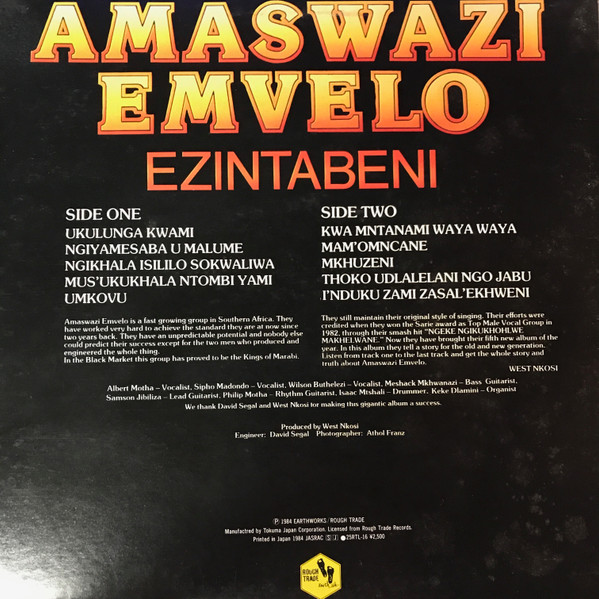 AMASWAZI
EMVELO
EZINTABENI
SIDE ONE
UKULUNGA KWAMI
NGIYAMESABA U MALUME
NGIKHALA ISILILO SOKWALIWA
MUS'UKUKHALA NTOMBI YAMI
UMKOVU
SIDE TWO
KWA MNTANAMI WAYA WAYA
MAM'OMNCANE
MKHUZENI
THOKO UDLALELANI NGO JABU
I'NDUKU ZAMI ZASAL'EKHWENI
Amaswazi Emvelo is a fast growing group in Southern Africa. They
have worked very hard to achieve the standard they are at now since
two years back. They have an unpredictable potential and nobody else
could predict their success except for the two men who produced and
engineered the whole thing.
In the Black Market this group has proved to be the Kings of Marabi.
They still maintain their original style of singing. Their efforts were
credited when they won the Sarie award as Top Male Vocal Group in
1982, through their smash hit "NGEKE NGIKUKHOHLWE
MAKHELWANE." Now they have brought their fifth new album of the
year. In this album they tell a story for the old and new generation.
Listen from track one to the last track and get the whole story and
truth about Amaswazi Emvelo.
WEST NKOSI
Albert Motha – Vocalist, Sipho Madondo – Vocalist, Wilson Buthelezi – Vocalist, Meshack Mkhwanazi – Bass Guitarist,
Samson Jibiliza – Lead Guitarist, Philip Motha – Rhythm Guitarist, Isaac Mtshali – Drummer, Keke Dlamini – Organist
We thank David Segal and West Nkosi for making this gigantic album a success.
Produced by West Nkosi
Engineer: David Segal Photographer: Athol Franz
Ⓟ 1984 EARTHWORKS/ROUGH TRADE
Manufactred by Tokuma Japan Corporation. Licensed from Rough Trade Records.
Printed in Japan 1984 JASRAC ●25RTL-16 ¥2,500
ROUGH
TRADE